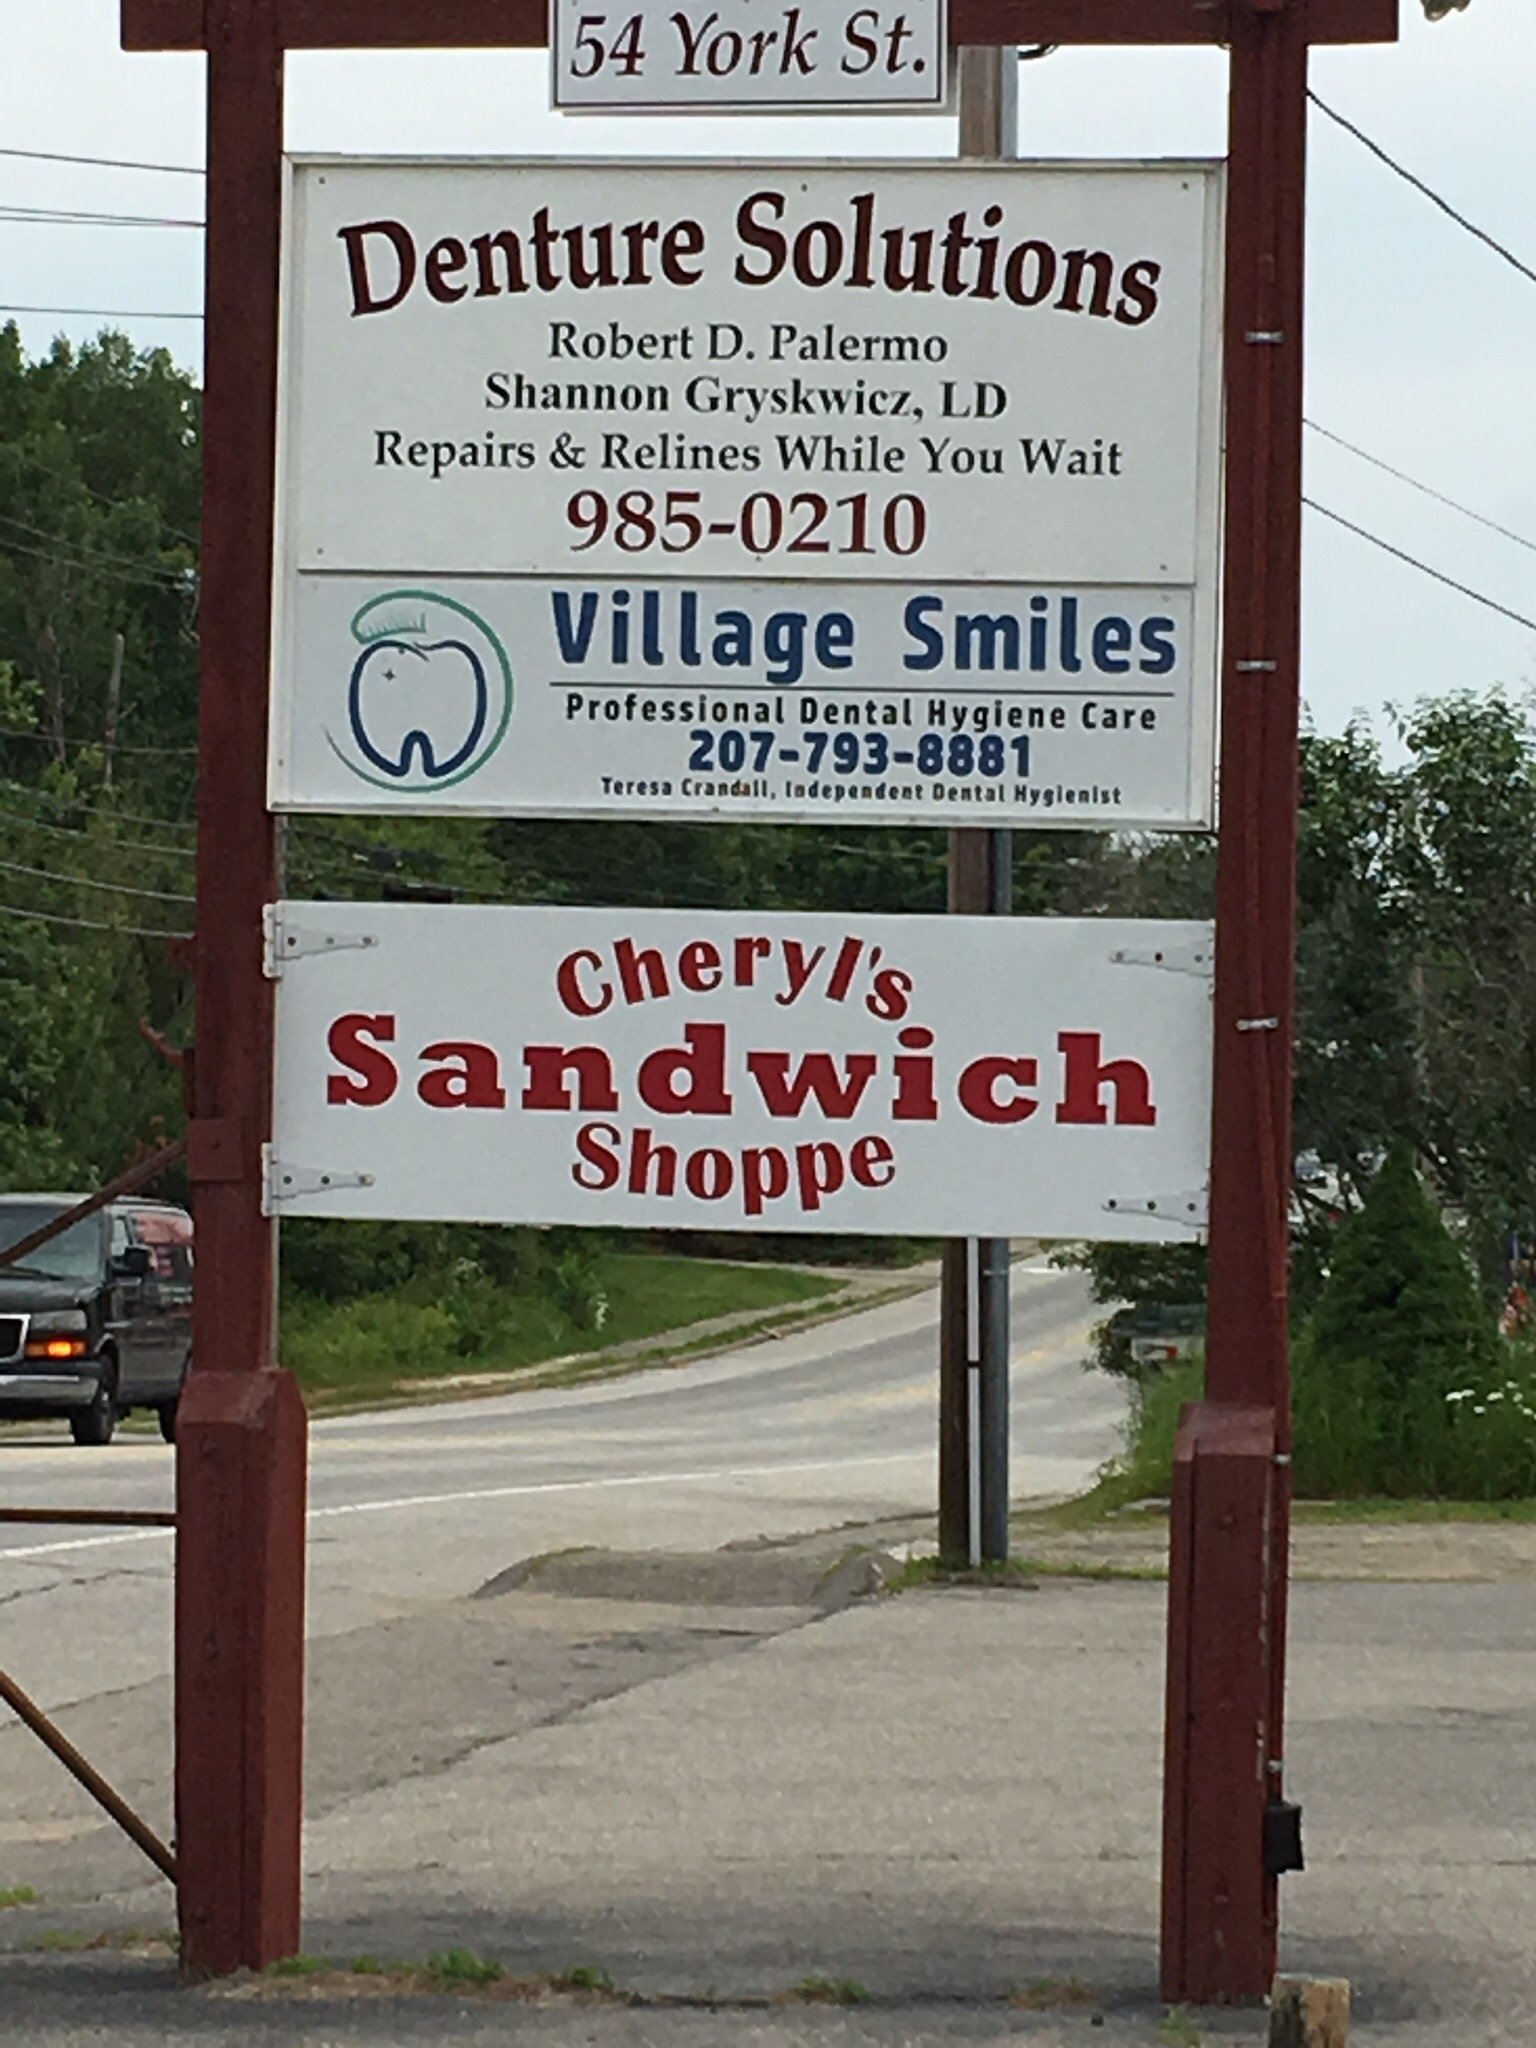 54 York St.
Denture Solutions
Robert D. Palermo
Shannon Gryskwicz, LD
Repairs & Relines While You Wait
985-0210
Village Smiles
Professional Dental Hygiene Care
207-793-8881
Teresa Crandall, Independent Dental Hygienist
Cheryl's
Sandwich
Shoppe